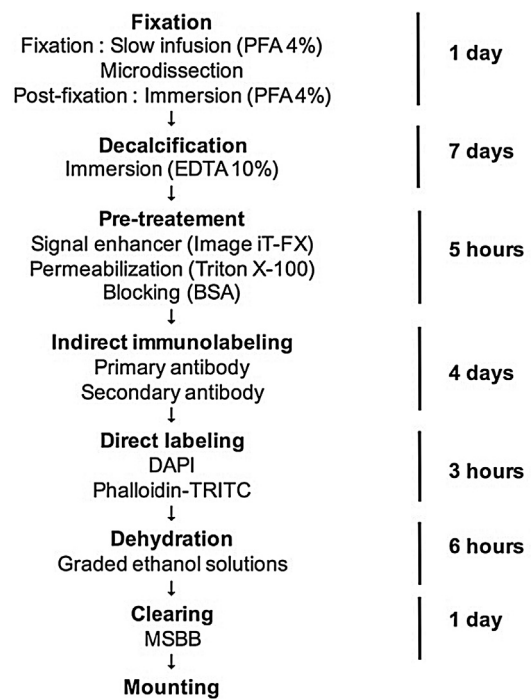 Fixation
Fixation : Slow infusion (PFA 4%)
Microdissection
Post-fixation : Immersion (PFA 4%)
1 day
↓
Decalcification
Immersion (EDTA 10%)
7 days
↓
Pre-treatement
Signal enhancer (Image iT-FX)
Permeabilization (Triton X-100)
Blocking (BSA)
5 hours
↓
Indirect immunolabeling
Primary antibody
Secondary antibody
4 days
↓
Direct labeling
DAPI
Phalloidin-TRITC
3 hours
↓
Dehydration
Graded ethanol solutions
6 hours
↓
Clearing
MSBB
1 day
↓
Mounting